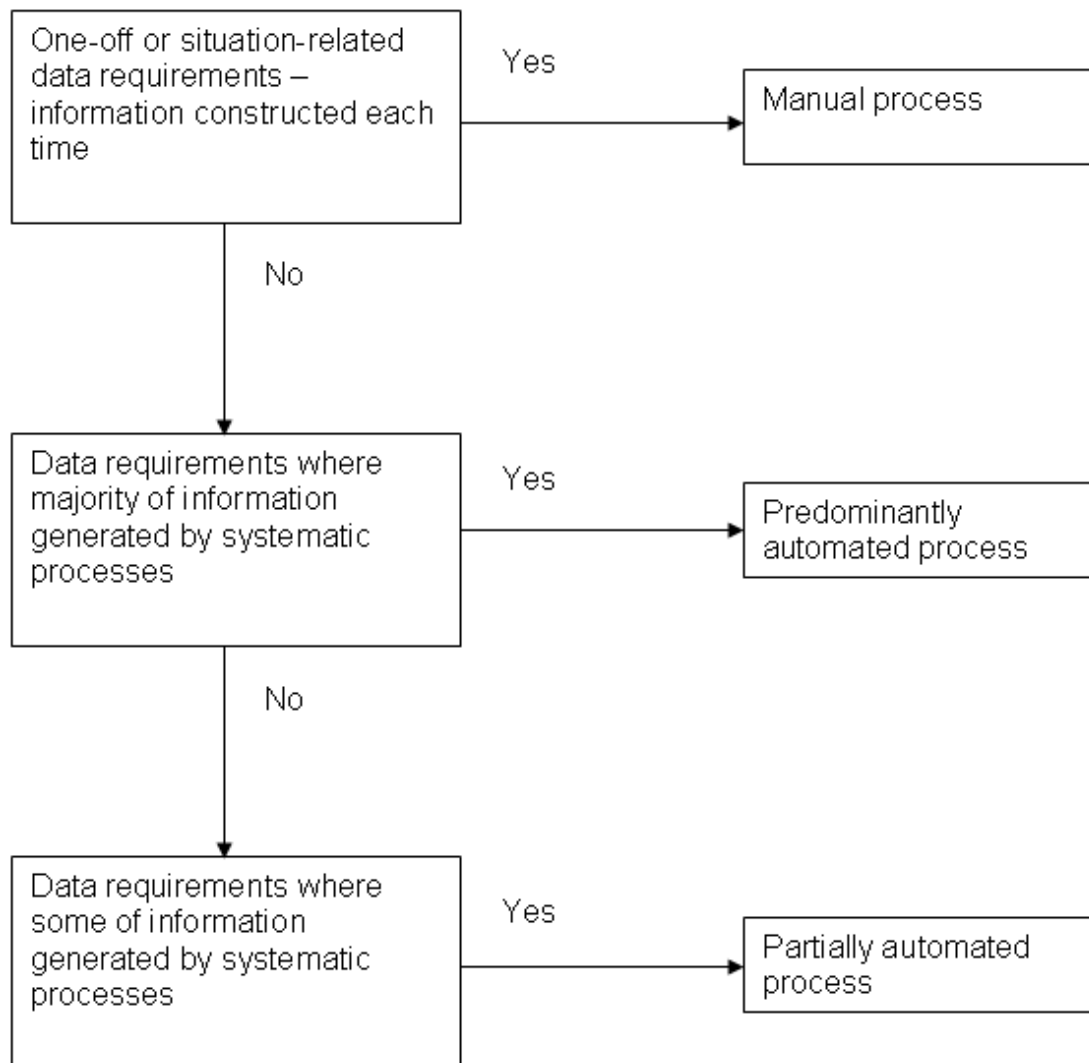 One-off or situation-related
data requirements –
information constructed each
time
Yes
Manual process
No
Data requirements where
majority of information
generated by systematic
processes
Yes
Predominantly
automated process
No
Data requirements where
some of information
generated by systematic
processes
Yes
Partially automated
process